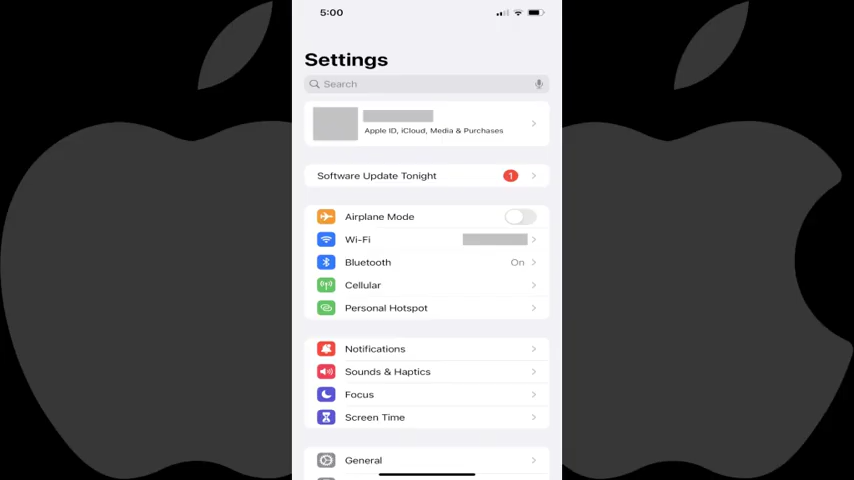 5:00
Settings
Search
Apple ID, iCloud, Media & Purchases
Software Update Tonight 1
Airplane Mode
Wi-Fi
Bluetooth On
Cellular
Personal Hotspot
Notifications
Sounds & Haptics
Focus
Screen Time
General